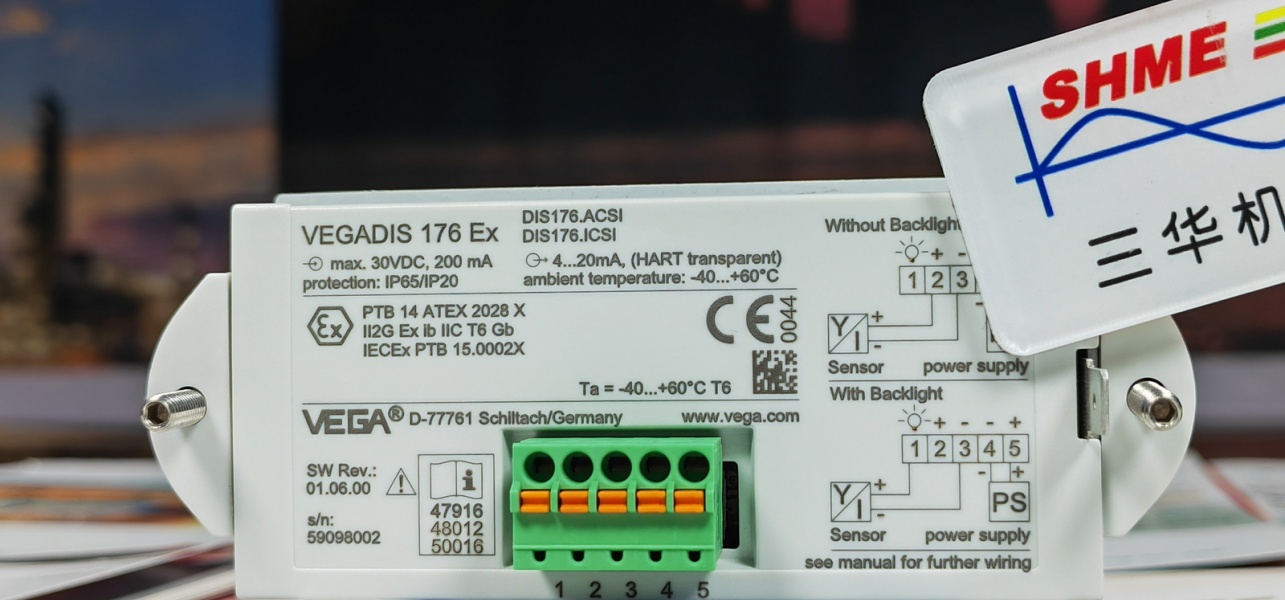 VEGADIS 176 Ex
DIS176.ACSI
DIS176.ICSI
max. 30VDC, 200 mA
4...20mA, (HART transparent)
protection: IP65/IP20
ambient temperature: -40...+60°C
Ex
PTB 14 ATEX 2028 X
II2G Ex ib IIC T6 Gb
IECEx PTB 15.0002X
CE 0044
Ta = -40...+60°C T6
VEGA® D-77761 Schiltach/Germany
www.vega.com
SW Rev.:
01.06.00
s/n:
59098002
i
47916
48012
50016
1 2 3 4 5
Without Backlight
+ -
1 2 3
Y/I + -
Sensor
power supply
With Backlight
+ - - +
1 2 3 4 5
- +
Y/I + -
PS
Sensor
power supply
see manual for further wiring
SHME
三华机